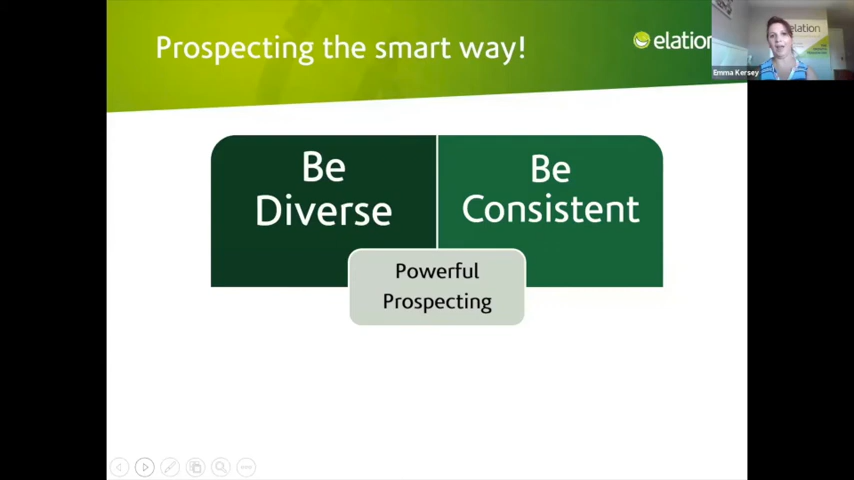 Prospecting the smart way!
elation
Emma Kersey
Be
Diverse
Be
Consistent
Powerful
Prospecting